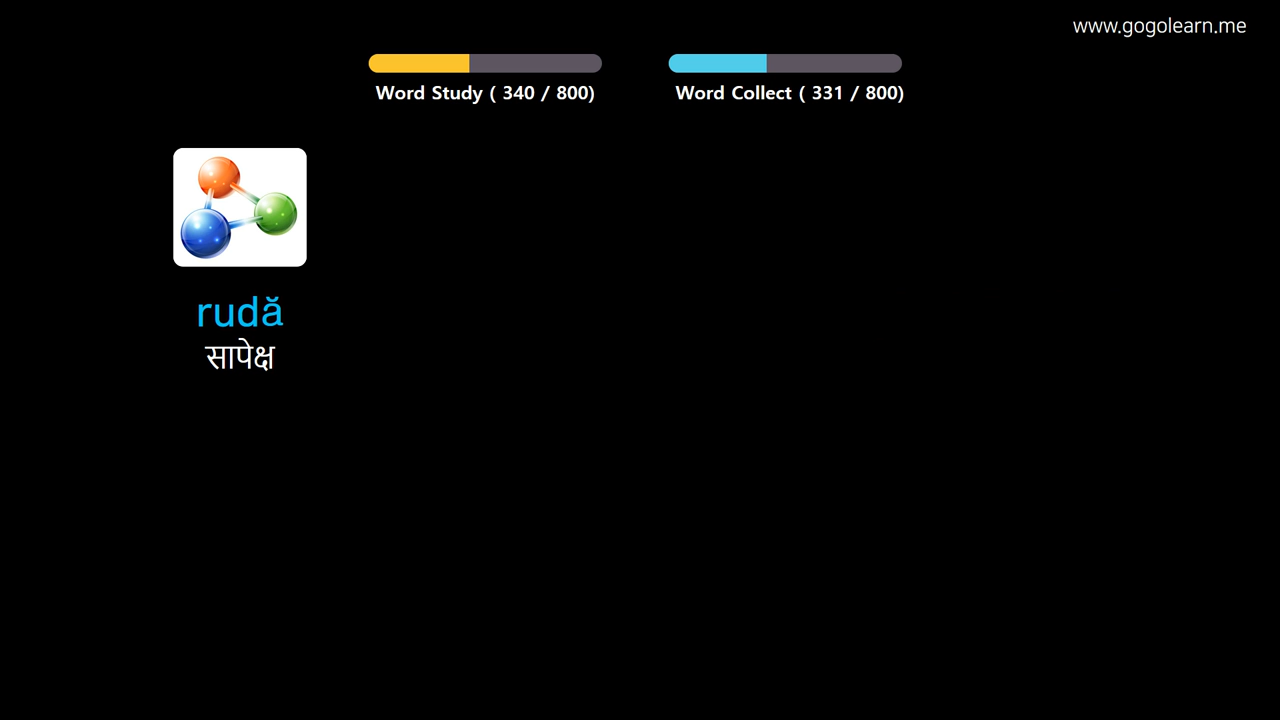 www.gogolearn.me
Word Study ( 340 / 800)
Word Collect ( 331 / 800)
rudă
सापेक्ष